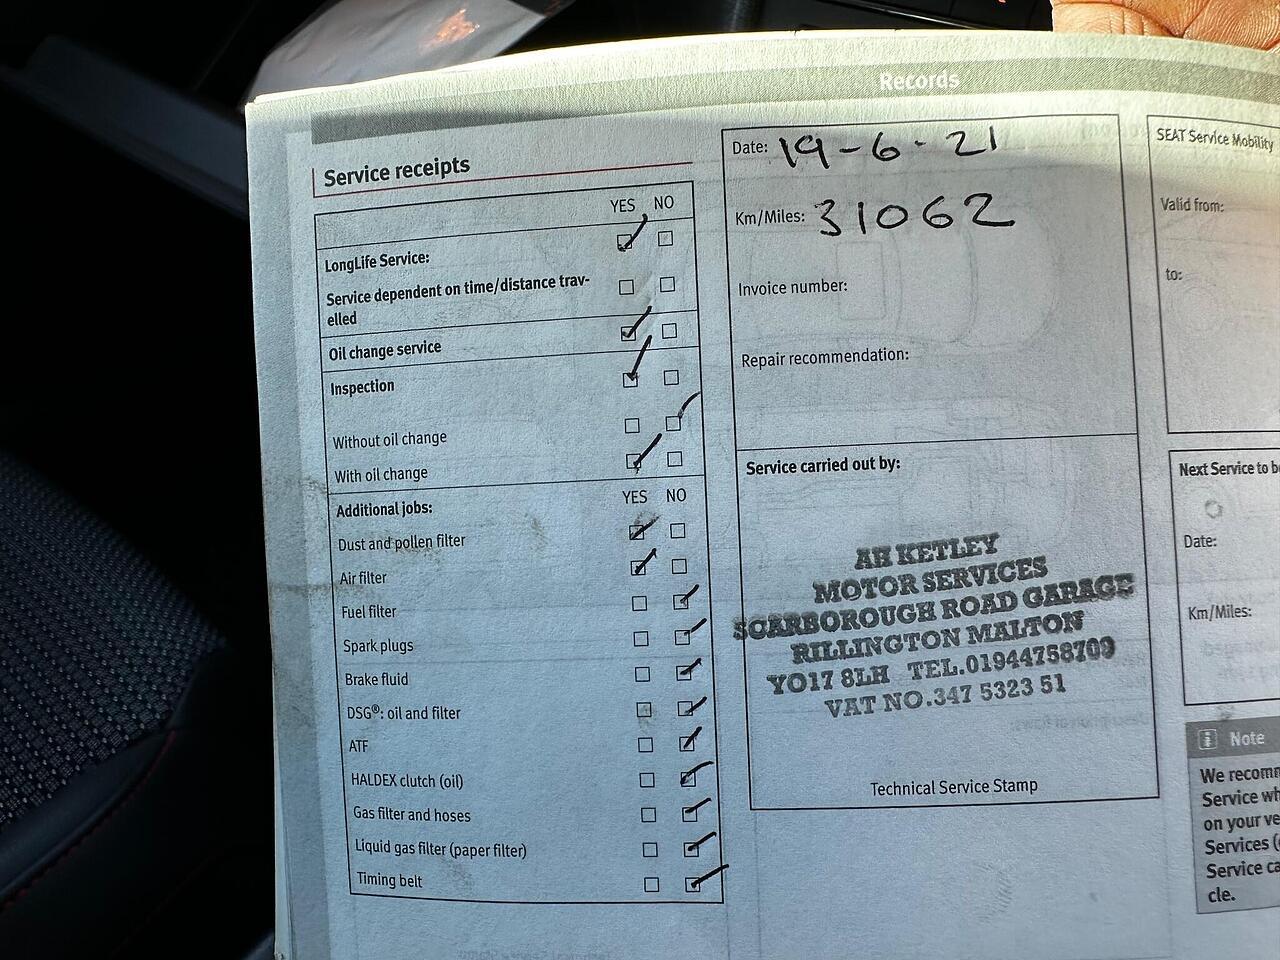 Records
Service receipts
YES NO
LongLife Service:
Service dependent on time/distance trav-
elled
Oil change service
Inspection
Without oil change
With oil change
Additional jobs: YES NO
Dust and pollen filter
Air filter
Fuel filter
Spark plugs
Brake fluid
DSG®: oil and filter
ATF
HALDEX clutch (oil)
Gas filter and hoses
Liquid gas filter (paper filter)
Timing belt
Date: 19-6-21
Km/Miles: 31062
Invoice number:
Repair recommendation:
Service carried out by:
AH KETLEY
MOTOR SERVICES
SCARBOROUGH ROAD GARAGE
RILLINGTON MALTON
YO17 8LH TEL.01944758709
VAT NO.347 5323 51
Technical Service Stamp
SEAT Service Mobility
Valid from:
to:
Next Service to
Date:
Km/Miles:
Note
We
Service
on your
Services
Service
cle.